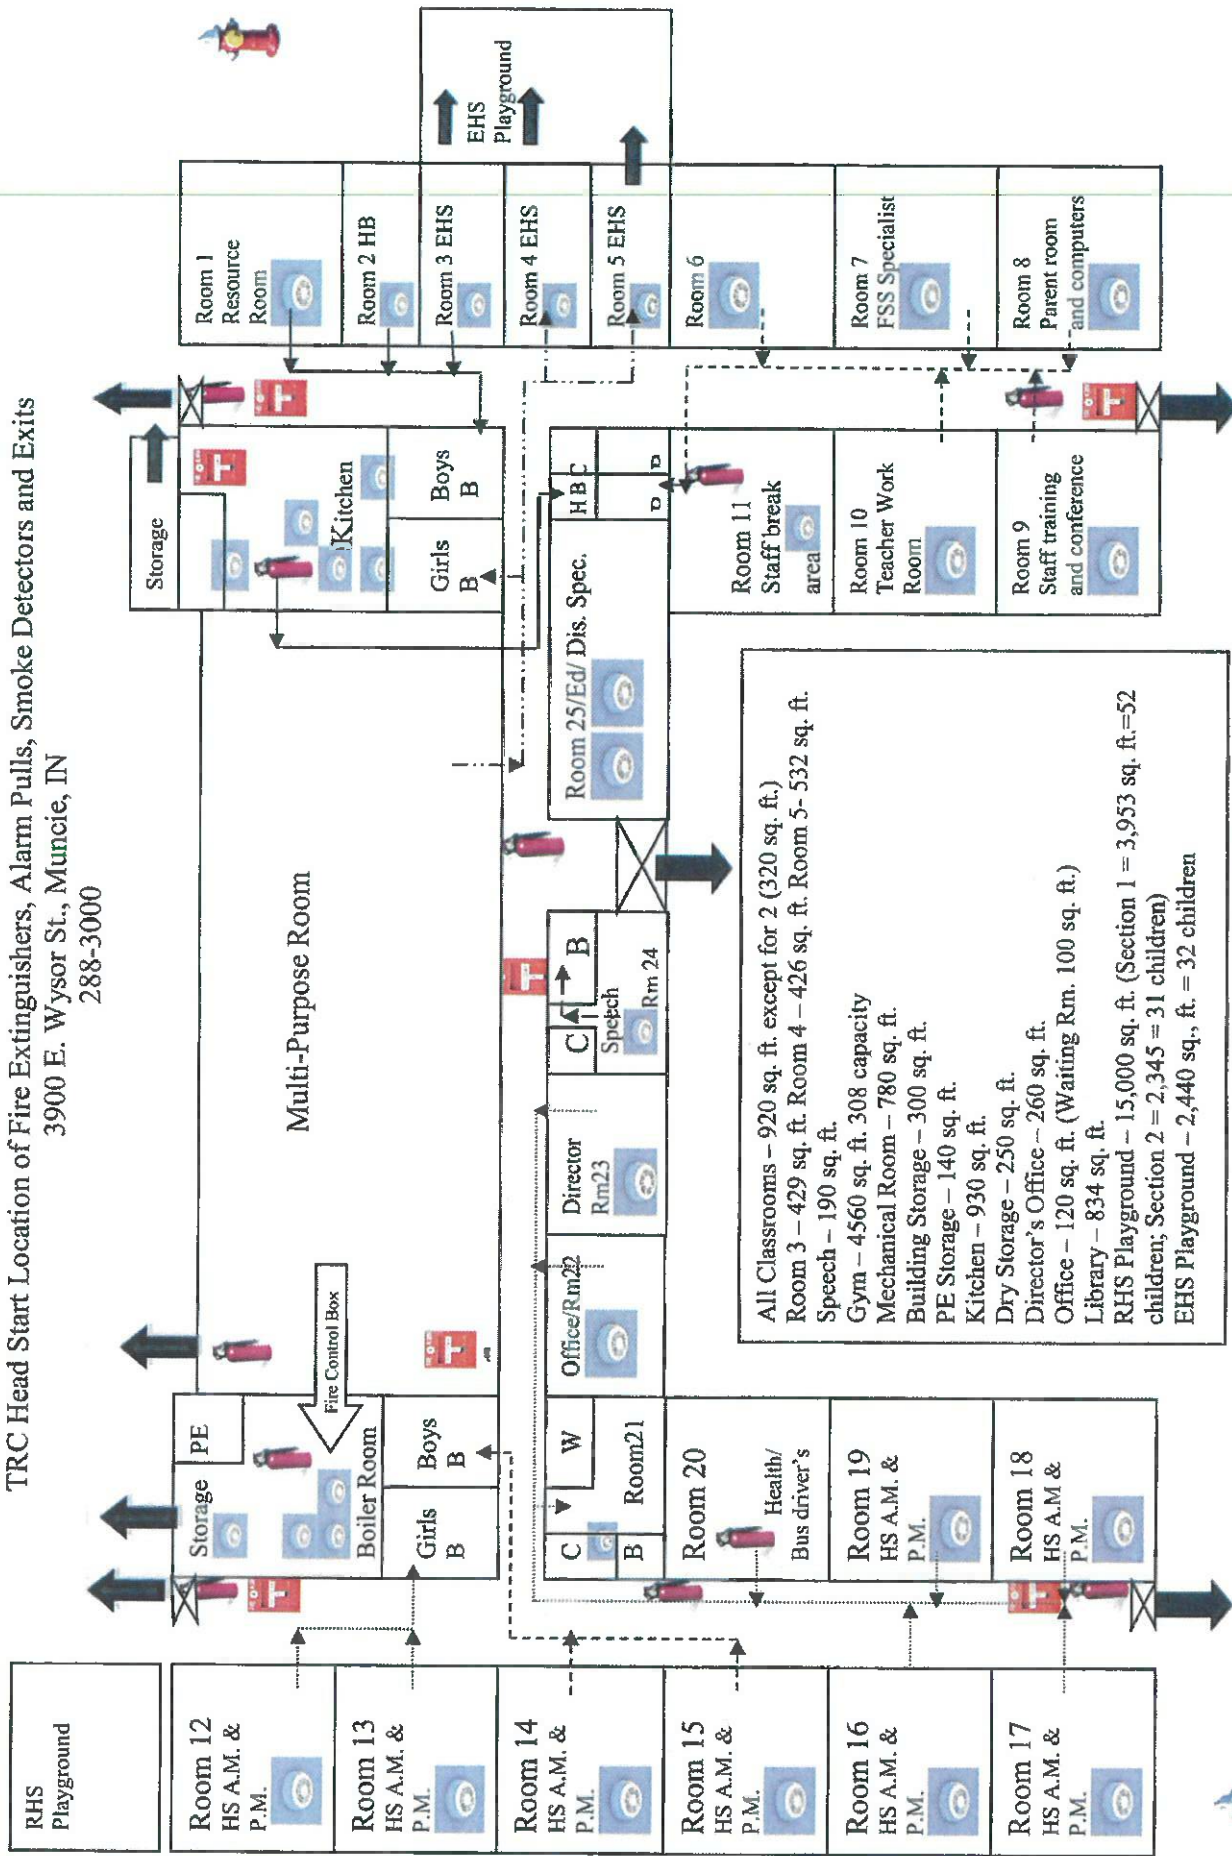 TRC Head Start Location of Fire Extinguishers, Alarm Pulls, Smoke Detectors and Exits
3900 E. Wysor St., Muncie, IN
288-3000
RHS
Playground
Room 12
HS A.M. &
P.M.
Room 13
HS A.M. &
P.M.
Room 14
HS A.M. &
P.M.
Room 15
HS A.M. &
P.M.
Room 16
HS A.M. &
P.M.
Room 17
HS A.M. &
P.M.
Storage
PE
Boiler Room
Fire Control Box
Girls
B
Boys
B
Multi-Purpose Room
Storage
Kitchen
Girls
B
Boys
B
C
B
W
Room21
Office/Rm22
Director
Rm23
C
B
Speech
Rm 24
Room 25/Ed/ Dis. Spec.
H B C
Room 20
Health/
Bus driver's
Room 19
HS A.M. &
P.M.
Room 18
HS A.M &
P.M.
Room 11
Staff break
area
Room 10
Teacher Work
Room
Room 9
Staff training
and conference
Room 1
Resource
Room
Room 2 HB
Room 3 EHS
Room 4 EHS
Room 5 EHS
Room 6
Room 7
FSS Specialist
Room 8
Parent room
and computers
EHS
Playground
All Classrooms – 920 sq. ft. except for 2 (320 sq. ft.)
Room 3 – 429 sq. ft. Room 4 – 426 sq. ft. Room 5- 532 sq. ft.
Speech – 190 sq. ft.
Gym – 4560 sq. ft. 308 capacity
Mechanical Room – 780 sq. ft.
Building Storage – 300 sq. ft.
PE Storage – 140 sq. ft.
Kitchen – 930 sq. ft.
Dry Storage – 250 sq. ft.
Director's Office – 260 sq. ft.
Office – 120 sq. ft. (Waiting Rm. 100 sq. ft.)
Library – 834 sq. ft.
RHS Playground – 15,000 sq. ft. (Section 1 = 3,953 sq. ft.=52
children; Section 2 = 2,345 = 31 children)
EHS Playground – 2,440 sq., ft. = 32 children